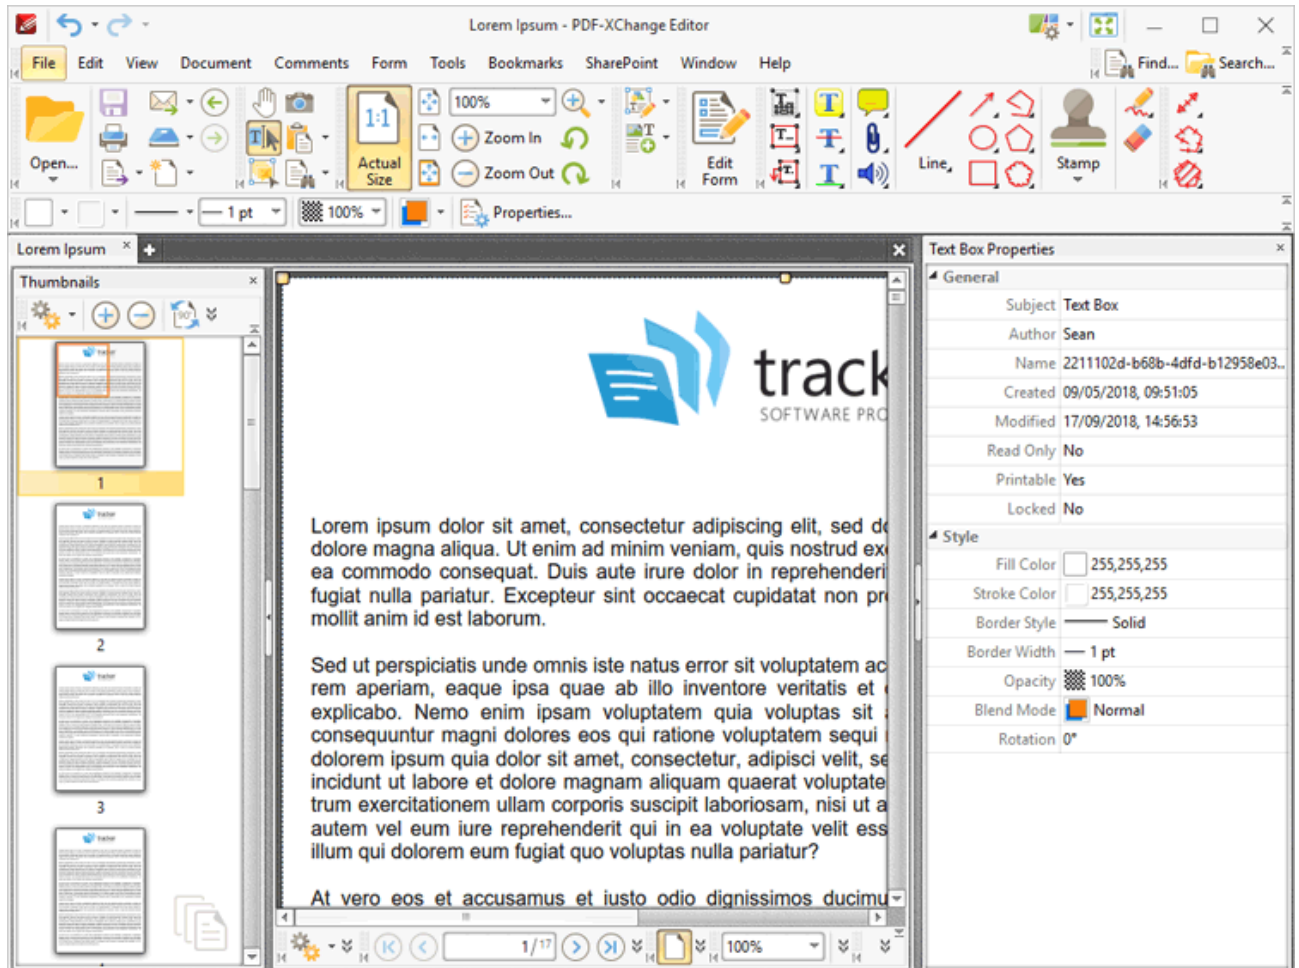 Lorem Ipsum - PDF-XChange Editor
File Edit View Document Comments Form Tools Bookmarks SharePoint Window Help Find... Search...
Open... 1:1 Actual Size 100% Zoom In Zoom Out Edit Form Line Stamp
1 pt 100% Properties...
Lorem Ipsum
Thumbnails
90°
1
2
3
track
SOFTWARE PRO
Lorem ipsum dolor sit amet, consectetur adipiscing elit, sed do
dolore magna aliqua. Ut enim ad minim veniam, quis nostrud ex
ea commodo consequat. Duis aute irure dolor in reprehenderi
fugiat nulla pariatur. Excepteur sint occaecat cupidatat non pr
mollit anim id est laborum.
Sed ut perspiciatis unde omnis iste natus error sit voluptatem ac
rem aperiam, eaque ipsa quae ab illo inventore veritatis et
explicabo. Nemo enim ipsam voluptatem quia voluptas sit
consequuntur magni dolores eos qui ratione voluptatem sequi
dolorem ipsum quia dolor sit amet, consectetur, adipisci velit, se
incidunt ut labore et dolore magnam aliquam quaerat voluptate
trum exercitationem ullam corporis suscipit laboriosam, nisi ut a
autem vel eum iure reprehenderit qui in ea voluptate velit ess
illum qui dolorem eum fugiat quo voluptas nulla pariatur?
At vero eos et accusamus et iusto odio dignissimos ducimu
1/17 100%
Text Box Properties
General
Subject Text Box
Author Sean
Name 2211102d-b68b-4dfd-b12958e03..
Created 09/05/2018, 09:51:05
Modified 17/09/2018, 14:56:53
Read Only No
Printable Yes
Locked No
Style
Fill Color 255,255,255
Stroke Color 255,255,255
Border Style Solid
Border Width 1 pt
Opacity 100%
Blend Mode Normal
Rotation 0°